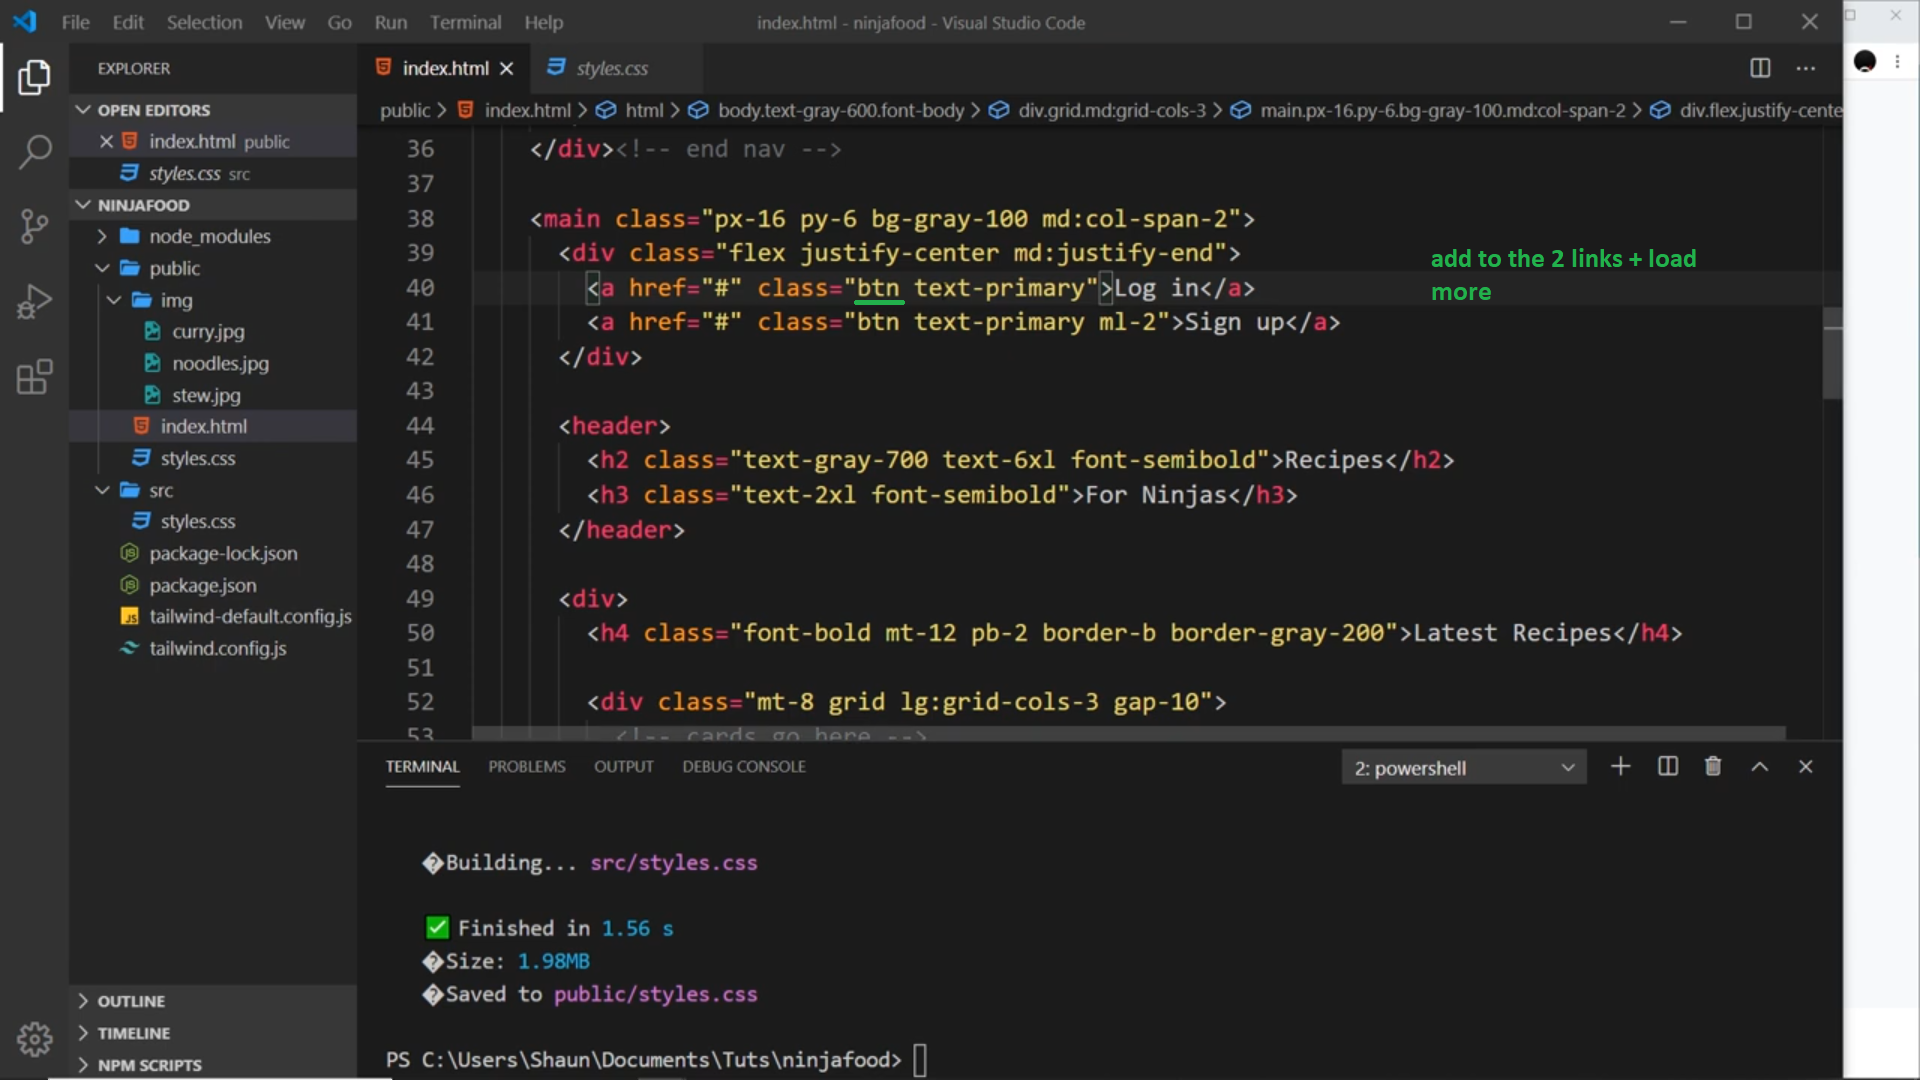 File Edit Selection View Go Run Terminal Help
index.html - ninjafood - Visual Studio Code
EXPLORER
OPEN EDITORS
index.html public
styles.css src
NINJAFOOD
node_modules
public
img
curry.jpg
noodles.jpg
stew.jpg
index.html
styles.css
src
styles.css
package-lock.json
package.json
tailwind-default.config.js
tailwind.config.js
OUTLINE
TIMELINE
NPM SCRIPTS
index.html
styles.css
public > index.html > html > body.text-gray-600.font-body > div.grid.md:grid-cols-3 > main.px-16.py-6.bg-gray-100.md:col-span-2 > div.flex.justify-cente
36 </div><!-- end nav -->
37
38 <main class="px-16 py-6 bg-gray-100 md:col-span-2">
39 <div class="flex justify-center md:justify-end">
40 <a href="#" class="btn text-primary">Log in</a>
41 <a href="#" class="btn text-primary ml-2">Sign up</a>
42 </div>
43
44 <header>
45 <h2 class="text-gray-700 text-6xl font-semibold">Recipes</h2>
46 <h3 class="text-2xl font-semibold">For Ninjas</h3>
47 </header>
48
49 <div>
50 <h4 class="font-bold mt-12 pb-2 border-b border-gray-200">Latest Recipes</h4>
51
52 <div class="mt-8 grid lg:grid-cols-3 gap-10">
53 <!-- cards go here -->
add to the 2 links + load
more
TERMINAL PROBLEMS OUTPUT DEBUG CONSOLE
2: powershell
�Building... src/styles.css
✅ Finished in 1.56 s
�Size: 1.98MB
�Saved to public/styles.css
PS C:\Users\Shaun\Documents\Tuts\ninjafood>